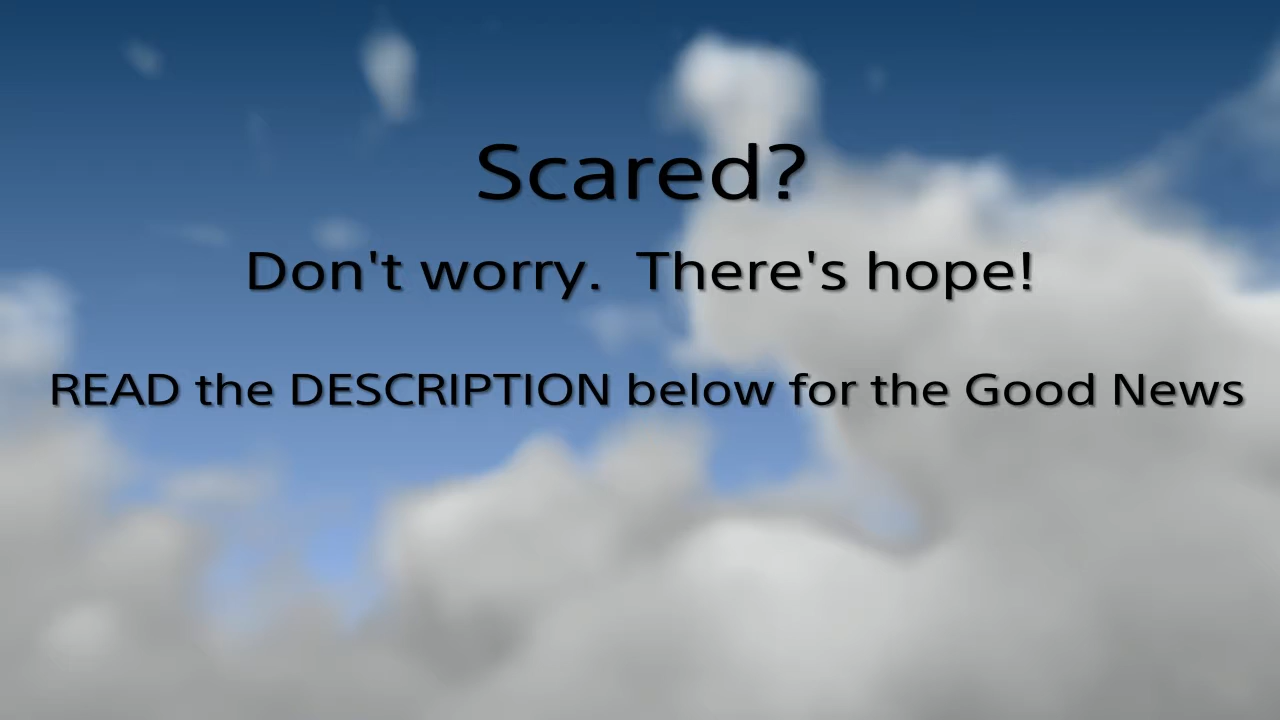 Scared?
Don't worry.  There's hope!
READ the DESCRIPTION below for the Good News